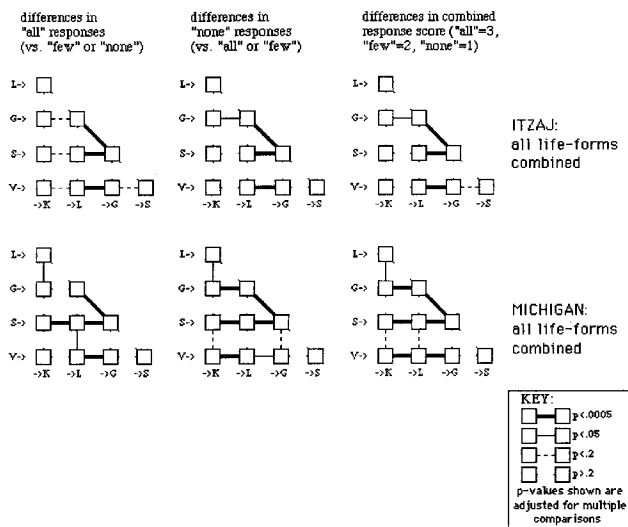 differences in
"all" responses
(vs. "few" or "none")
differences in
"none" responses
(vs. "all" or "few")
differences in combined
response score ("all"=3,
"few"=2, "none"=1)
L->
L->
L->
G->
G->
G->
S->
S->
S->
V->
V->
V->
->K ->L ->G ->S
->K ->L ->G ->S
->K ->L ->G ->S
ITZAJ:
all life-forms
combined
L->
L->
L->
G->
G->
G->
S->
S->
S->
V->
V->
V->
->K ->L ->G ->S
->K ->L ->G ->S
->K ->L ->G ->S
MICHIGAN:
all life-forms
combined
KEY:
p<.0005
p<.05
p<.2
p>.2
p-values shown are
adjusted for multiple
comparisons